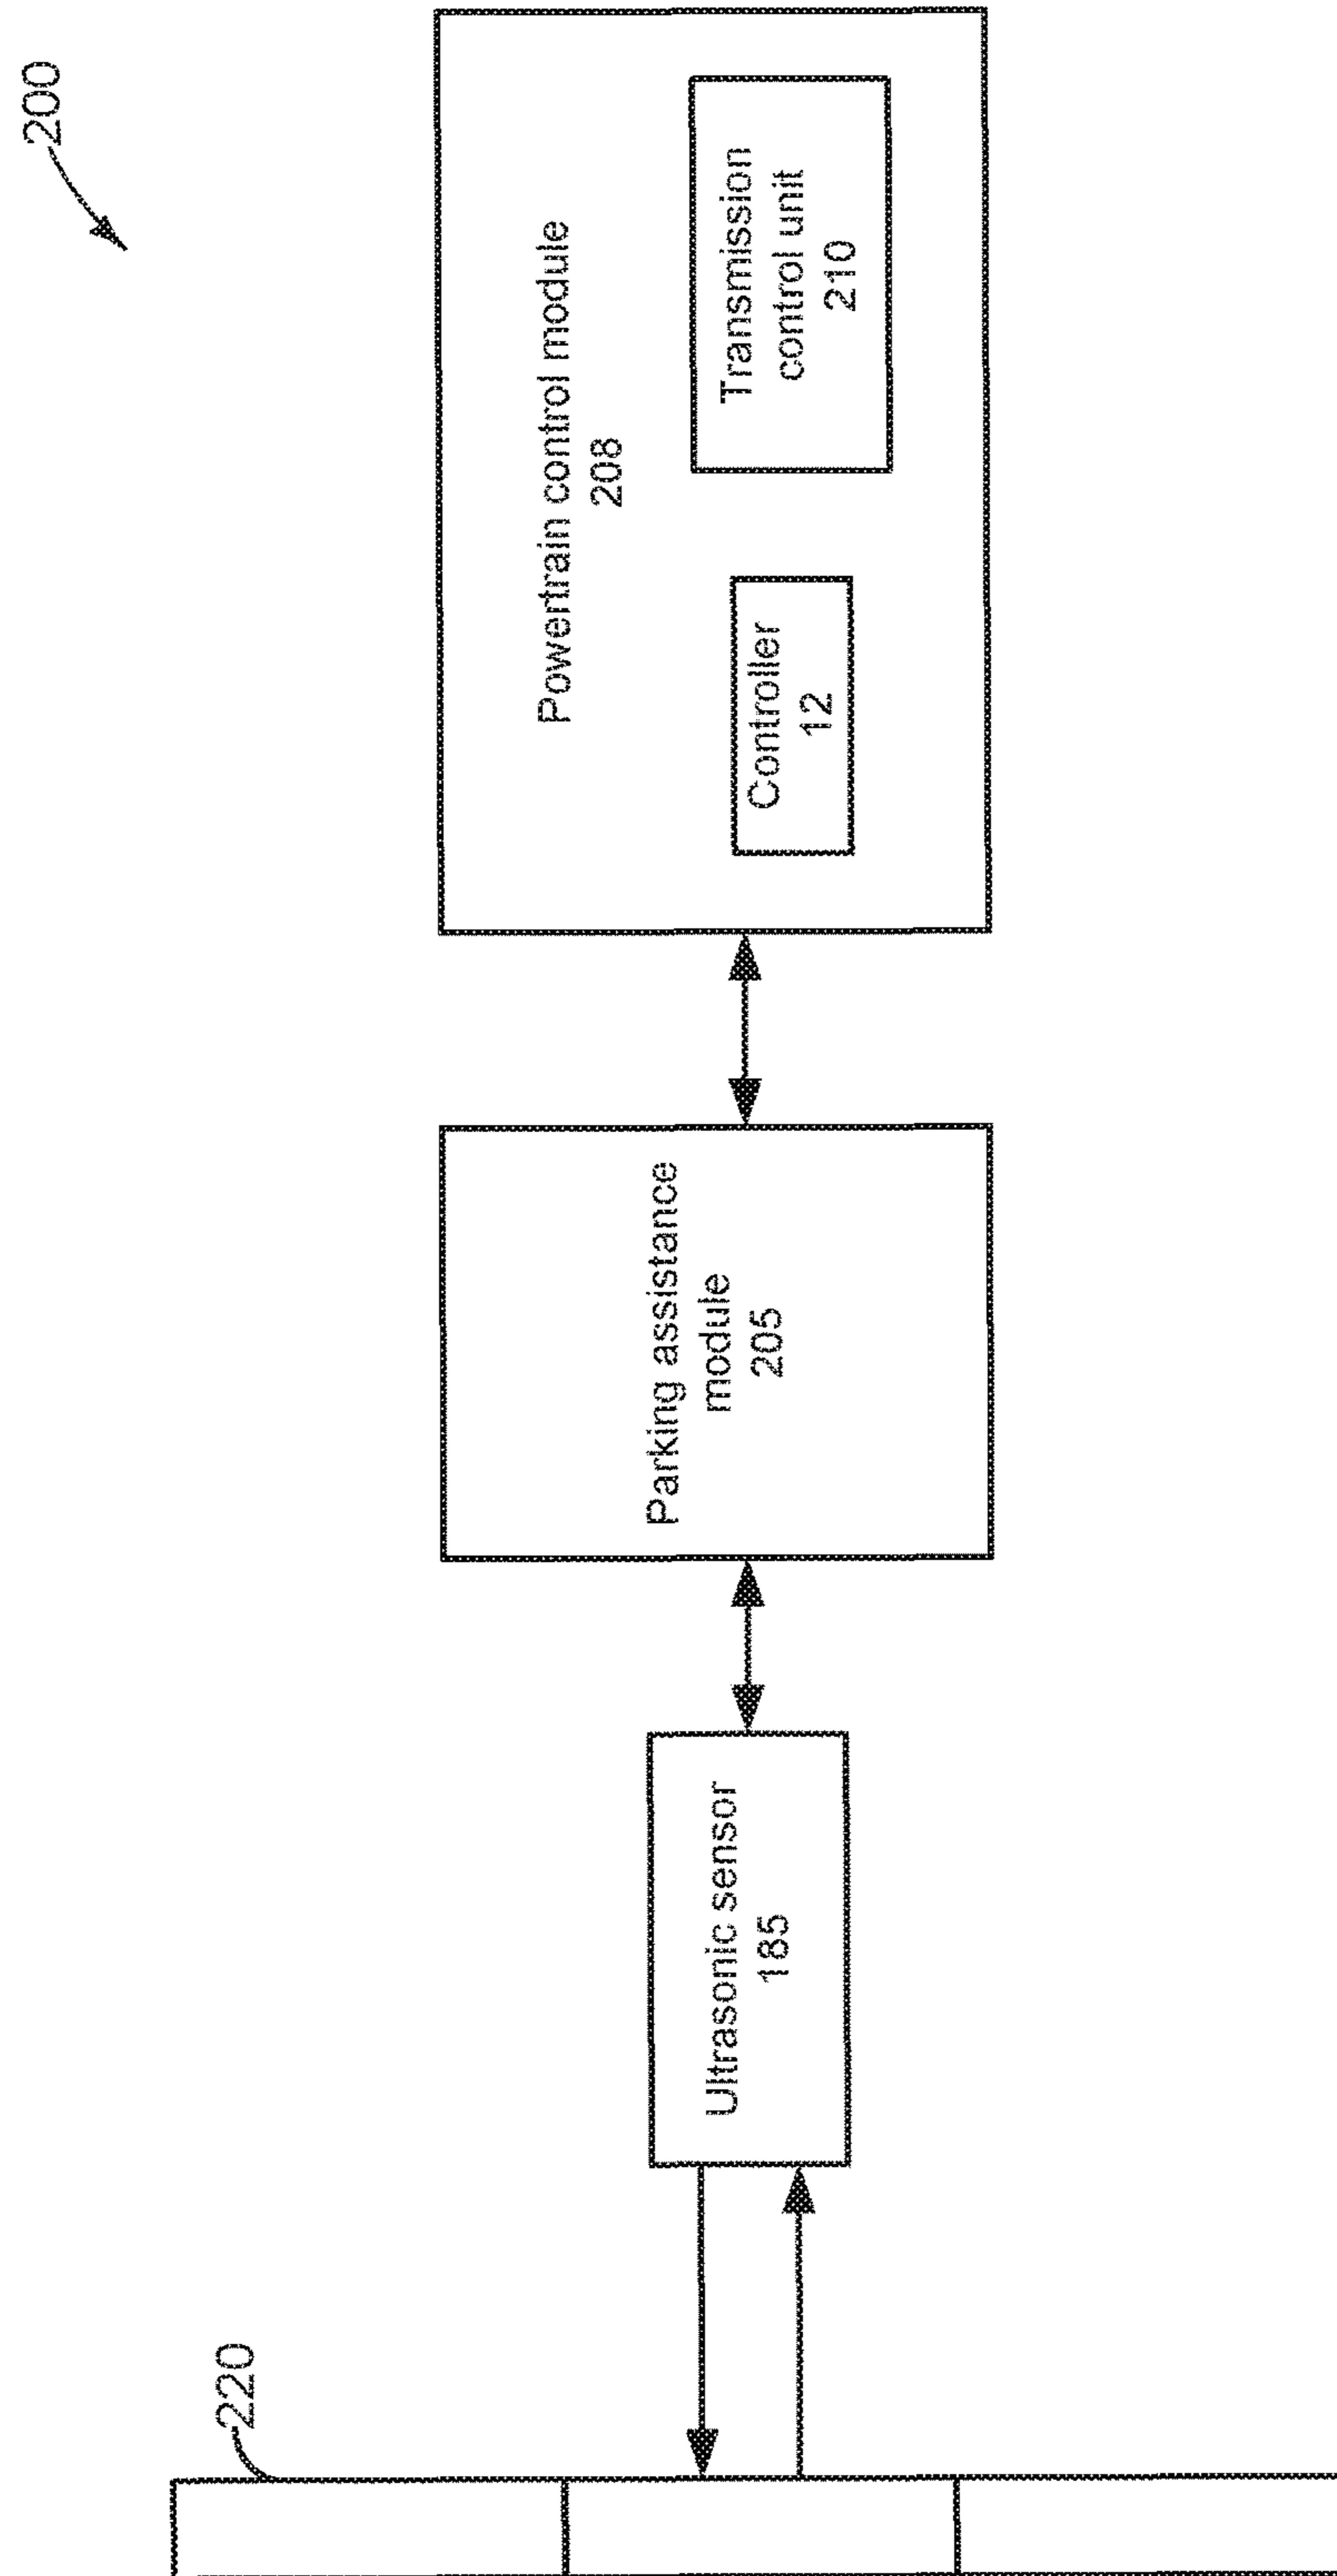 200
Powertrain control module
208
Controller
12
Transmission
control unit
210
Parking assistance
module
205
Ultrasonic sensor
185
220